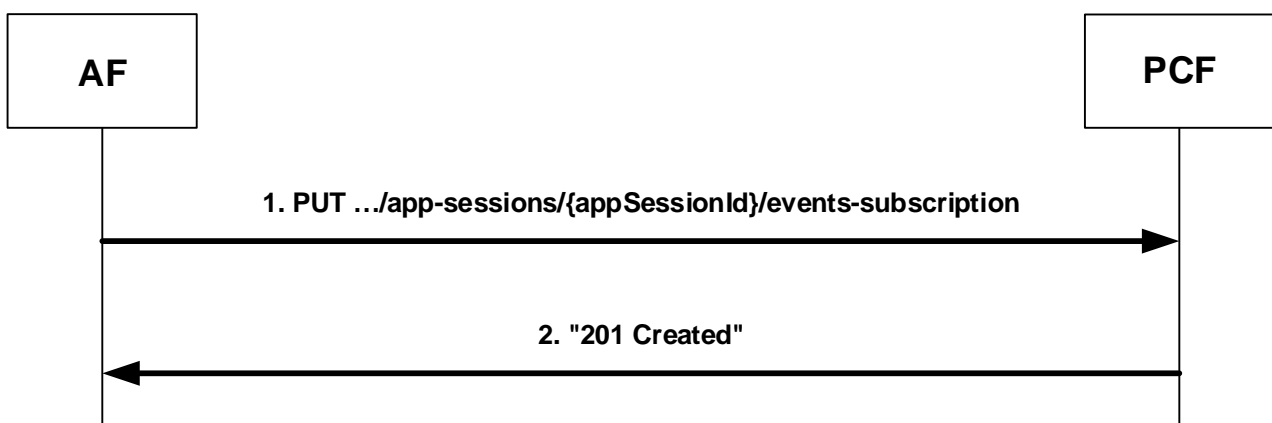 AF
PCF
1. PUT …/app-sessions/{appSessionId}/events-subscription
2. "201 Created"